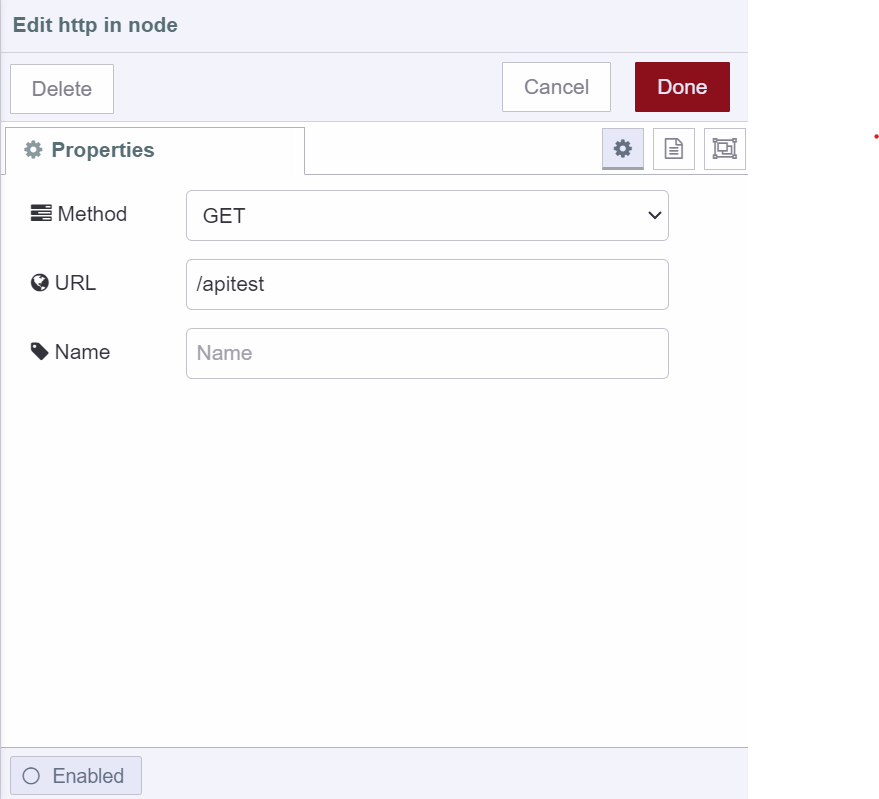 Edit http in node
Delete
Cancel
Done
Properties
Method
GET
URL
/apitest
Name
Name
Enabled